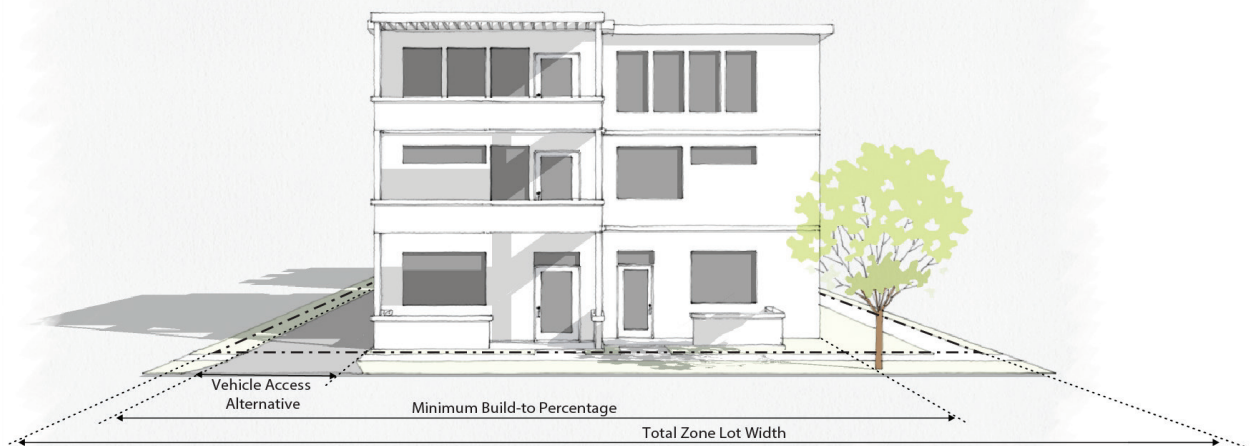 Vehicle Access
Alternative
Minimum Build-to Percentage
Total Zone Lot Width